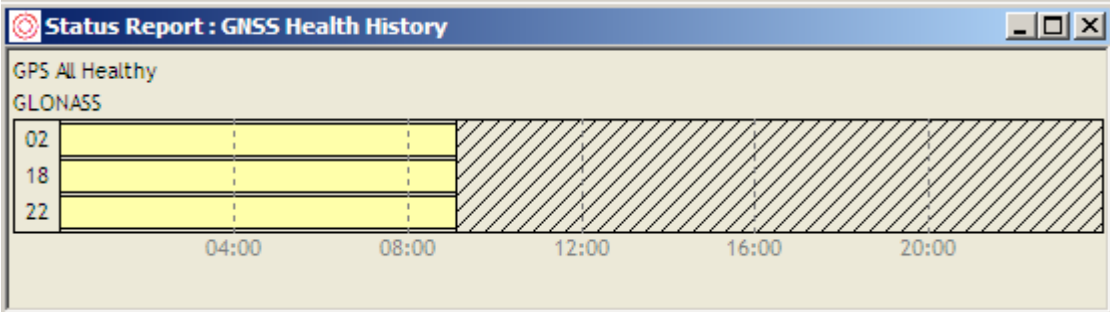 Status Report : GNSS Health History
GPS All Healthy
GLONASS
02
18
22
04:00 08:00 12:00 16:00 20:00